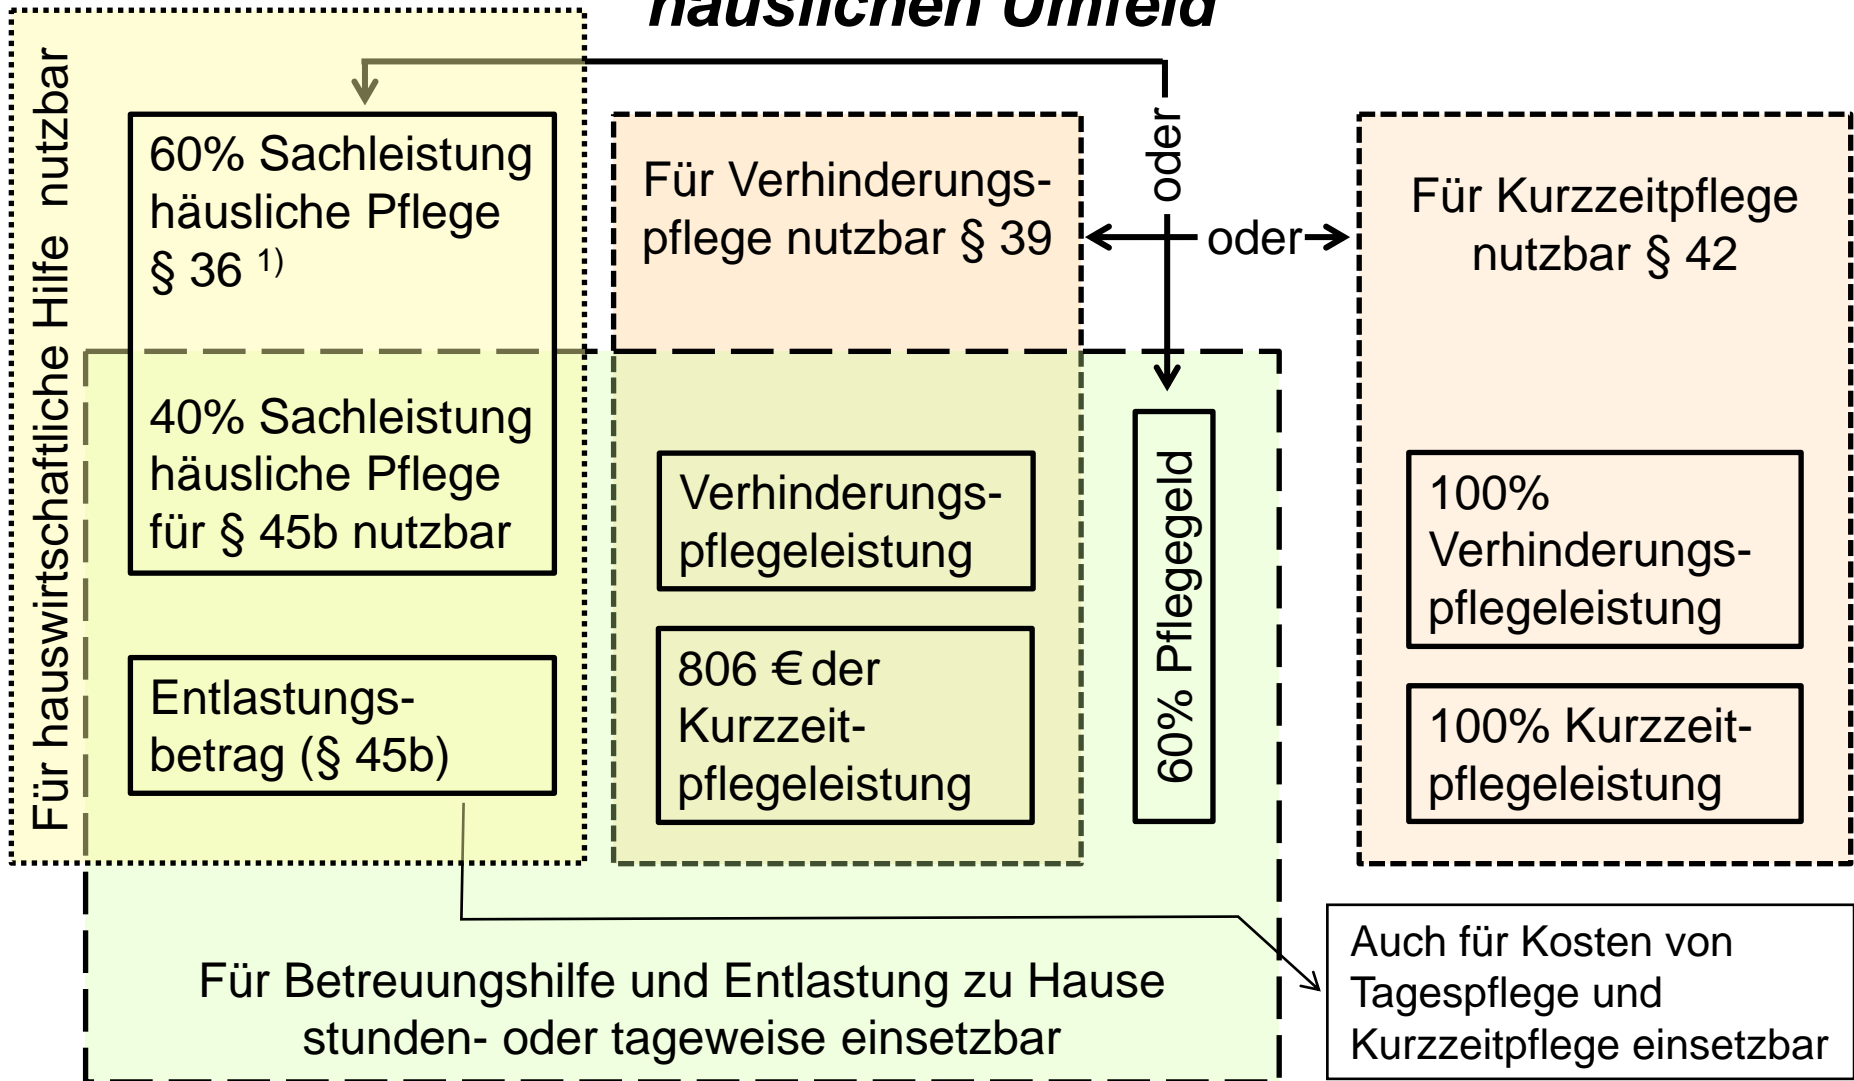 häuslichen Umfeld
Für hauswirtschaftliche Hilfe nutzbar
60% Sachleistung
häusliche Pflege
§ 36 ¹⁾
40% Sachleistung
häusliche Pflege
für § 45b nutzbar
Entlastungs-
betrag (§ 45b)
Für Verhinderungs-
pflege nutzbar § 39
Verhinderungs-
pflegeleistung
806 € der
Kurzzeit-
pflegeleistung
oder
oder
60% Pflegegeld
Für Kurzzeitpflege
nutzbar § 42
100%
Verhinderungs-
pflegeleistung
100% Kurzzeit-
pflegeleistung
Für Betreuungshilfe und Entlastung zu Hause
stunden- oder tageweise einsetzbar
Auch für Kosten von
Tagespflege und
Kurzzeitpflege einsetzbar